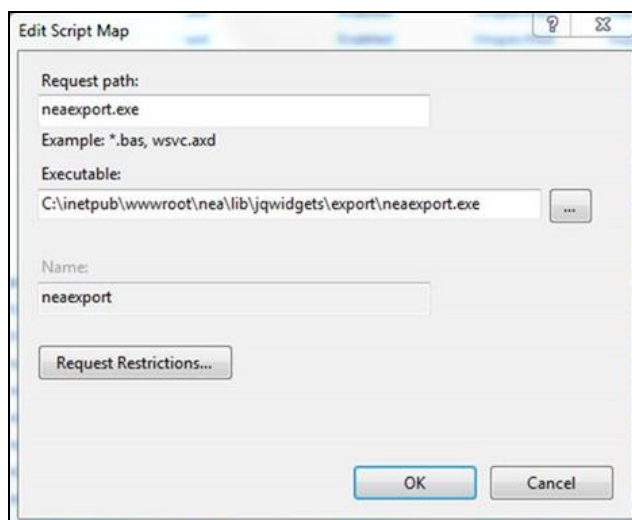 Edit Script Map
Request path:
neaexport.exe
Example: *.bas, wsvc.axd
Executable:
C:\inetpub\wwwroot\nea\lib\jqwidgets\export\neaexport.exe
...
Name:
neaexport
Request Restrictions...
OK
Cancel